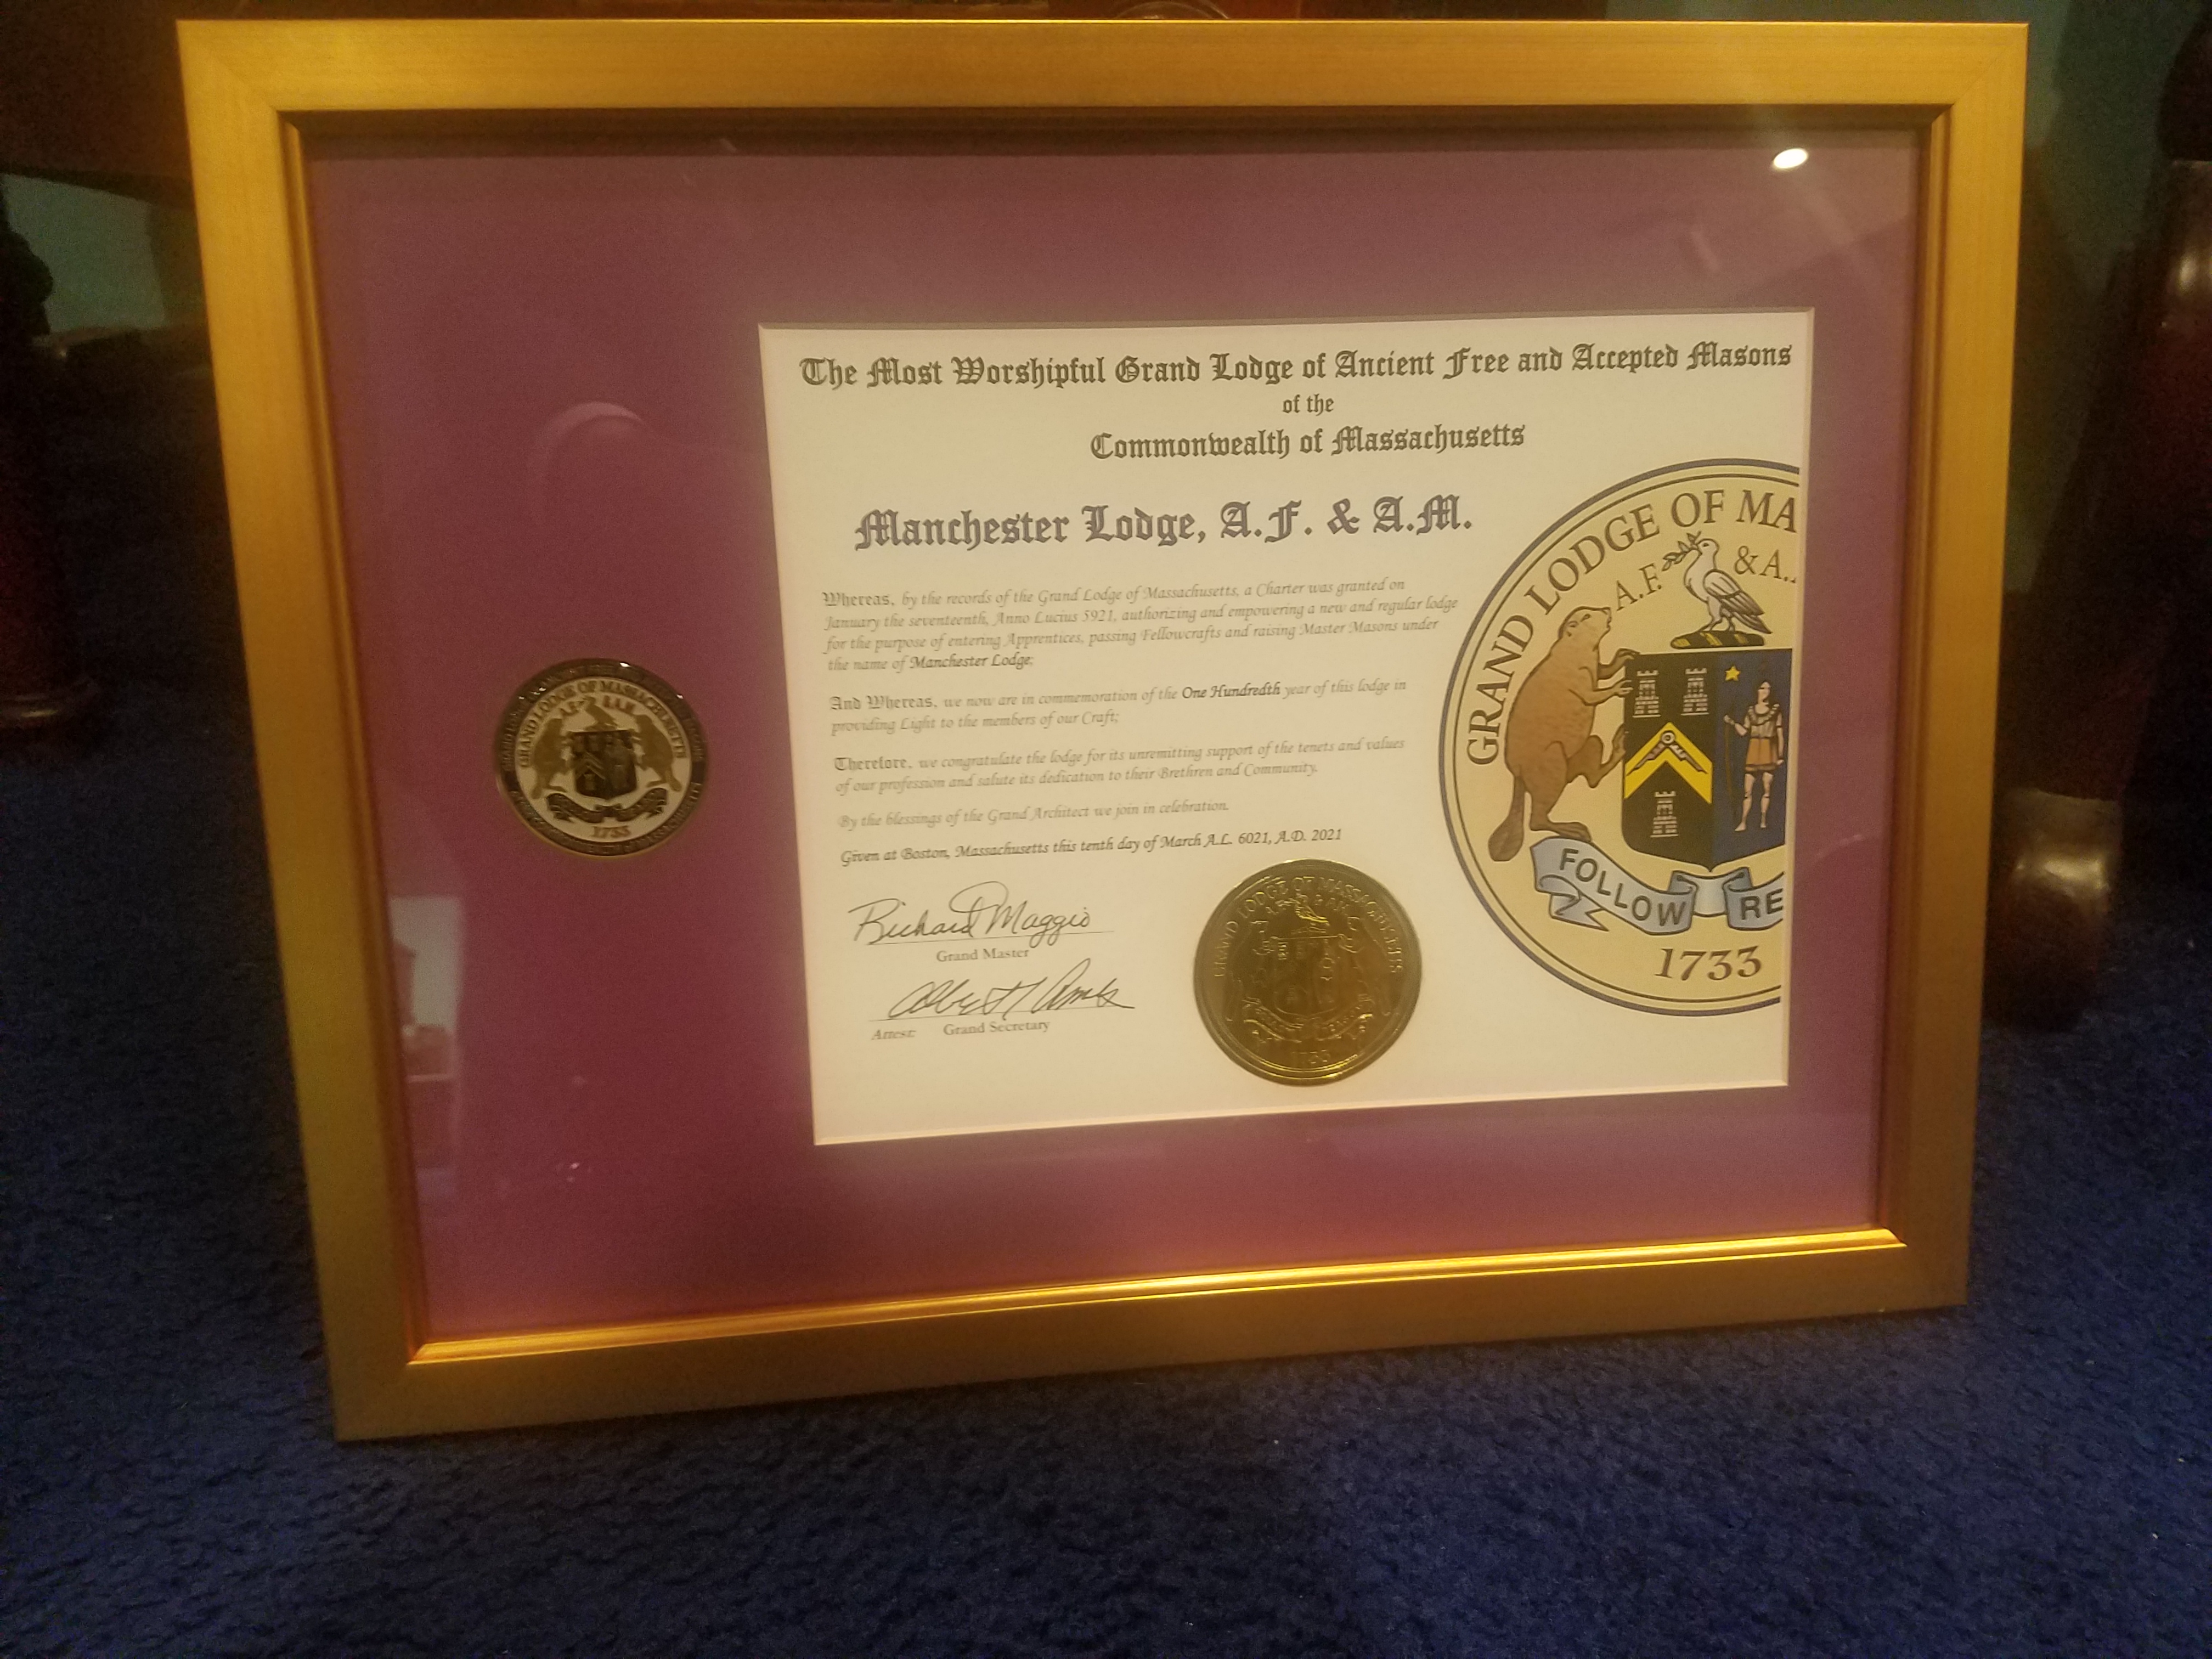 The Most Worshipful Grand Lodge of Ancient Free and Accepted Masons
of the
Commonwealth of Massachusetts
Manchester Lodge, A.F. & A.M.
Whereas, by the records of the Grand Lodge of Massachusetts, a Charter was granted on
January the seventeenth, Anno Lucius 5921, authorizing and empowering a new and regular lodge
for the purpose of entering Apprentices, passing Fellowcrafts and raising Master Masons under
the name of Manchester Lodge;
And Whereas, we now are in commemoration of the One Hundredth year of this lodge in
providing Light to the members of our Craft;
Therefore, we congratulate the lodge for its unremitting support of the tenets and values
of our profession and salute its dedication to their Brethren and Community.
By the blessings of the Grand Architect we join in celebration.
Given at Boston, Massachusetts this tenth day of March A.L. 6021, A.D. 2021
Richard Maggio
Grand Master
Attest: Grand Secretary
GRAND LODGE OF MA
A.F. & A.
FOLLOW RE
1733
GRAND LODGE OF MASSACHUSETTS
1733
GRAND LODGE OF MASSACHUSETTS
A.F. & A.M.
1733